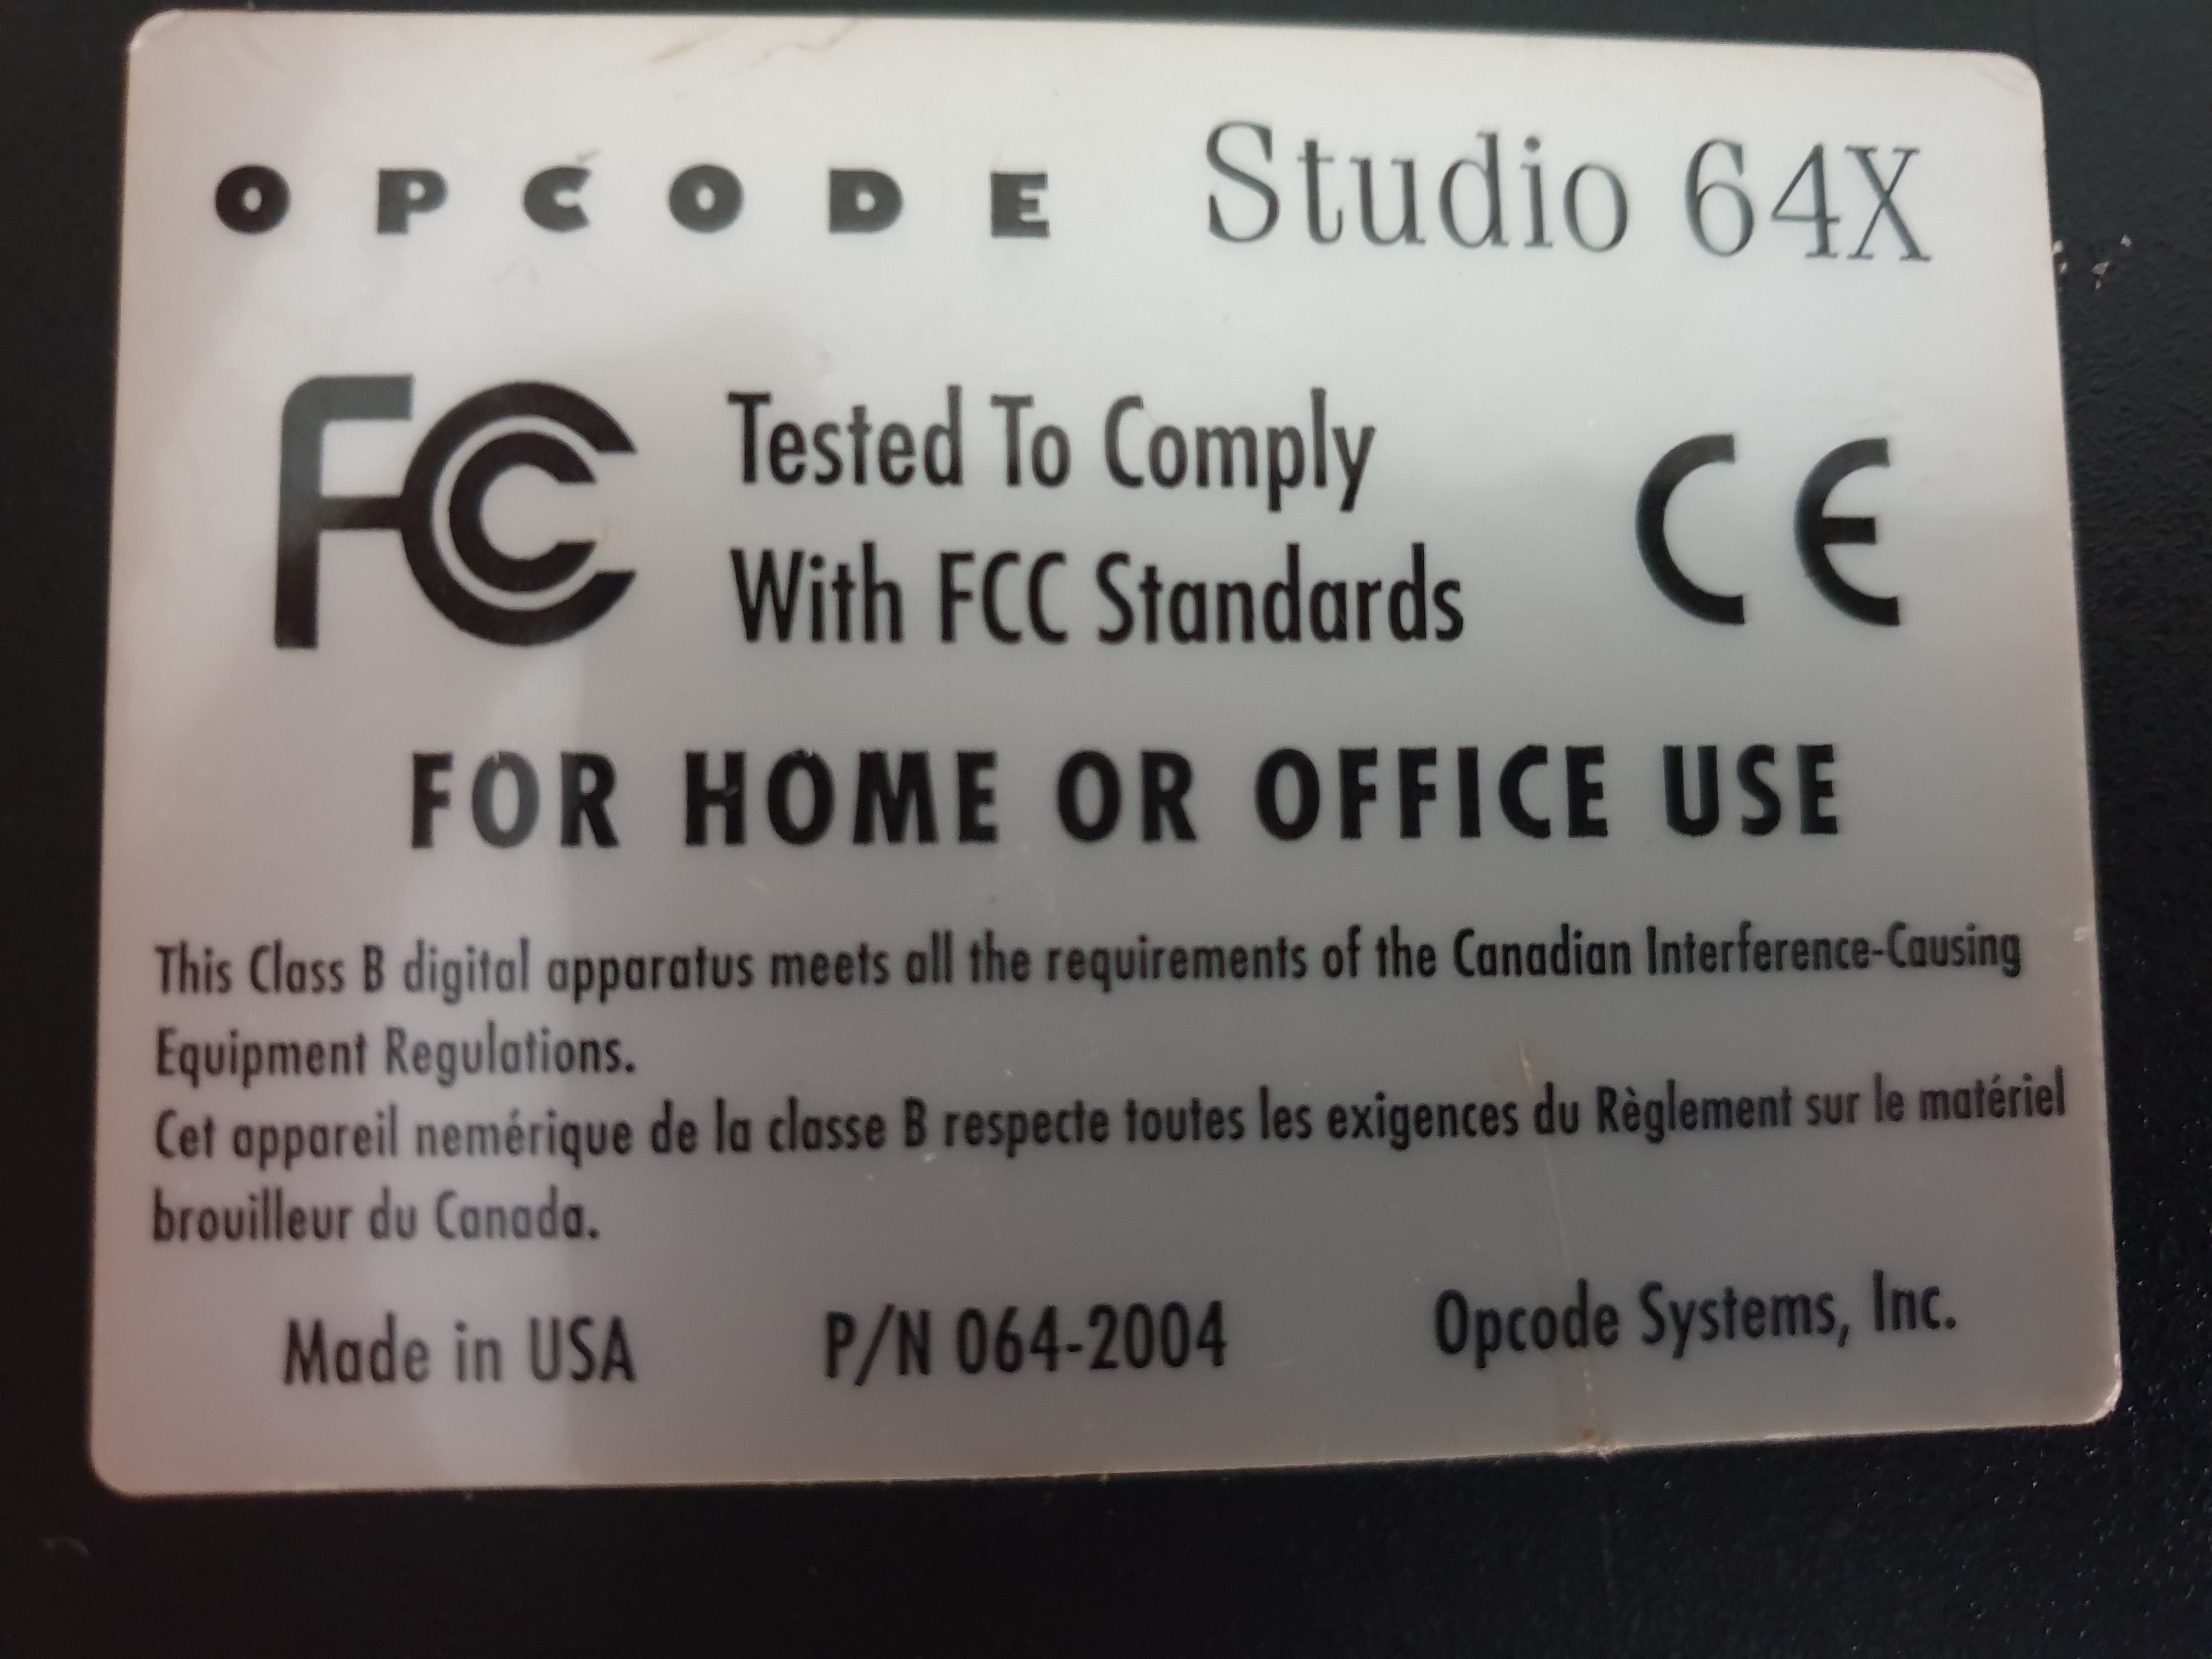 OPCODE Studio 64X
FCC Tested To Comply
With FCC Standards CE
FOR HOME OR OFFICE USE
This Class B digital apparatus meets all the requirements of the Canadian Interference-Causing
Equipment Regulations.
Cet appareil nemérique de la classe B respecte toutes les exigences du Règlement sur le matériel
brouilleur du Canada.
Made in USA P/N 064-2004 Opcode Systems, Inc.